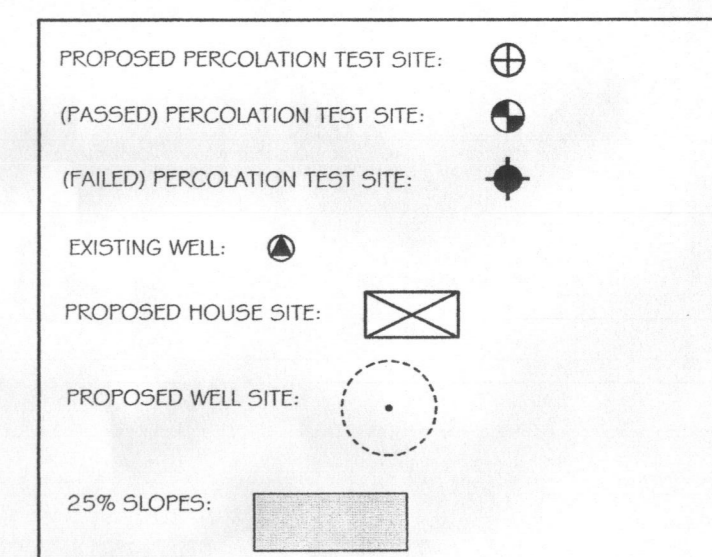 PROPOSED PERCOLATION TEST SITE:
(PASSED) PERCOLATION TEST SITE:
(FAILED) PERCOLATION TEST SITE:
EXISTING WELL:
PROPOSED HOUSE SITE:
PROPOSED WELL SITE:
25% SLOPES: